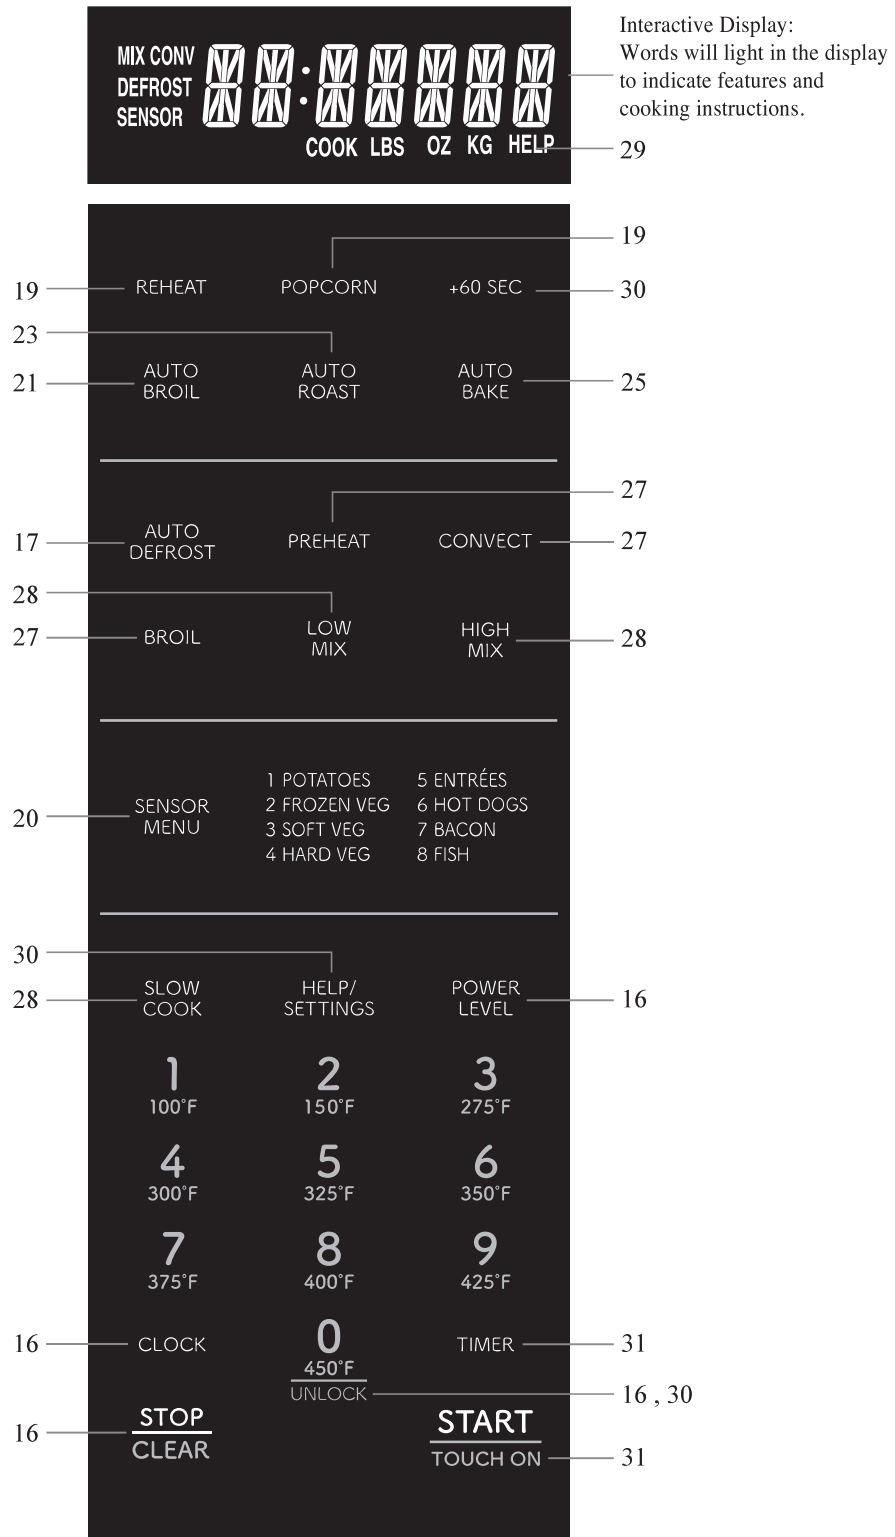 Interactive Display:
Words will light in the display
to indicate features and
cooking instructions.
MIX CONV
DEFROST
SENSOR
COOK LBS OZ KG HELP
29
19
19 REHEAT POPCORN +60 SEC 30
23
21 AUTO BROIL AUTO ROAST AUTO BAKE 25
27
17 AUTO DEFROST PREHEAT CONVECT 27
28
27 BROIL LOW MIX HIGH MIX 28
20 SENSOR MENU
1 POTATOES 5 ENTRÉES
2 FROZEN VEG 6 HOT DOGS
3 SOFT VEG 7 BACON
4 HARD VEG 8 FISH
30
28 SLOW COOK HELP/ SETTINGS POWER LEVEL 16
1 2 3
100°F 150°F 275°F
4 5 6
300°F 325°F 350°F
7 8 9
375°F 400°F 425°F
16 CLOCK 0 TIMER 31
450°F
UNLOCK 16 , 30
STOP START
16
CLEAR TOUCH ON 31